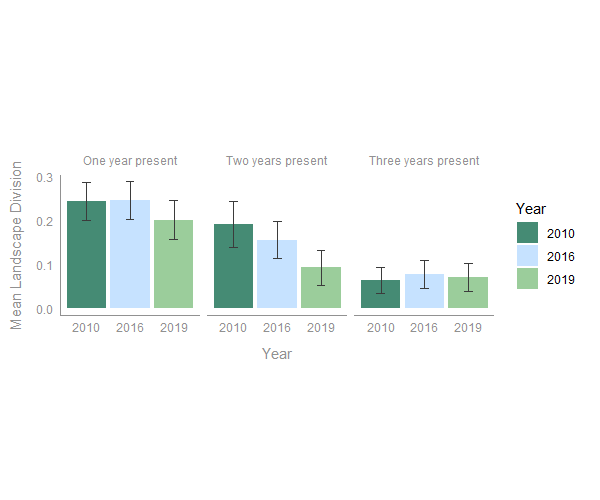 One year present
Two years present
Three years present
Mean Landscape Division
0.3
0.2
0.1
0.0
2010 2016 2019
2010 2016 2019
2010 2016 2019
Year
Year
2010
2016
2019